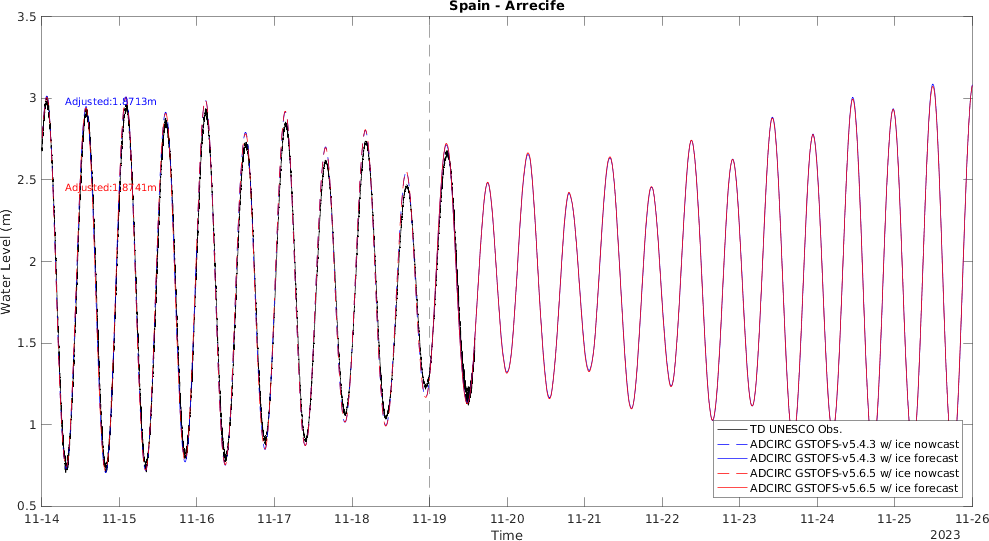 Spain - Arrecife
3.5
3
2.5
2
1.5
1
0.5
Water Level (m)
Adjusted:1.8713m
Adjusted:1.8741m
TD UNESCO Obs.
ADCIRC GSTOFS-v5.4.3 w/ ice nowcast
ADCIRC GSTOFS-v5.4.3 w/ ice forecast
ADCIRC GSTOFS-v5.6.5 w/ ice nowcast
ADCIRC GSTOFS-v5.6.5 w/ ice forecast
11-14 11-15 11-16 11-17 11-18 11-19 11-20 11-21 11-22 11-23 11-24 11-25 11-26
Time
2023